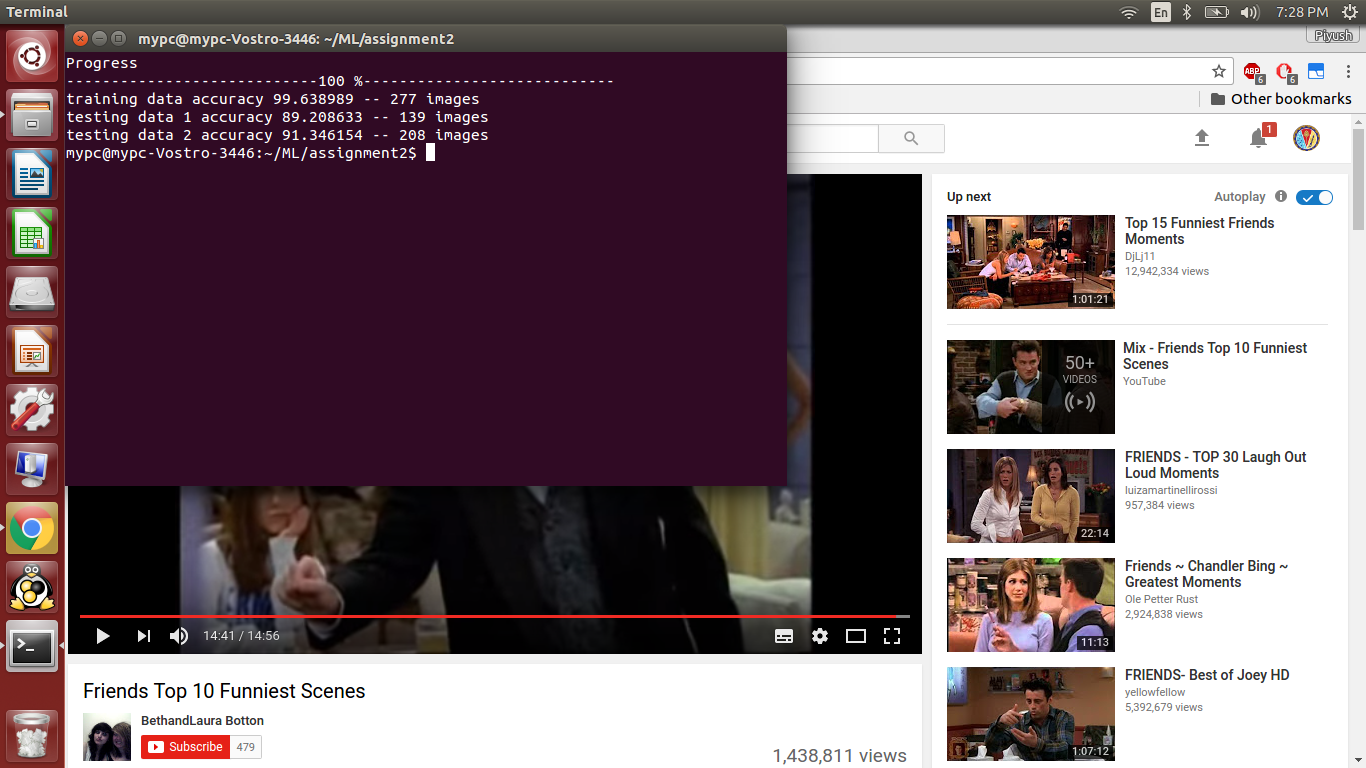 Terminal
En
7:28 PM
mypc@mypc-Vostro-3446: ~/ML/assignment2
Piyush
Progress
----------------------------100 %---------------------
training data accuracy 99.638989 -- 277 images
testing data 1 accuracy 89.208633 -- 139 images
testing data 2 accuracy 91.346154 -- 208 images
mypc@mypc-Vostro-3446:~/ML/assignment2$
ABP
6
6
Other bookmarks
1
Up next
Autoplay
Top 15 Funniest Friends
Moments
DjLj11
12,942,334 views
1:01:21
Mix - Friends Top 10 Funniest
Scenes
YouTube
50+
VIDEOS
FRIENDS - TOP 30 Laugh Out
Loud Moments
luizamartinellirossi
957,384 views
22:14
Friends ~ Chandler Bing ~
Greatest Moments
Ole Petter Rust
2,924,838 views
11:13
FRIENDS- Best of Joey HD
yellowfellow
5,392,679 views
1:07:12
14:41 / 14:56
Friends Top 10 Funniest Scenes
BethandLaura Botton
Subscribe
479
1,438,811 views